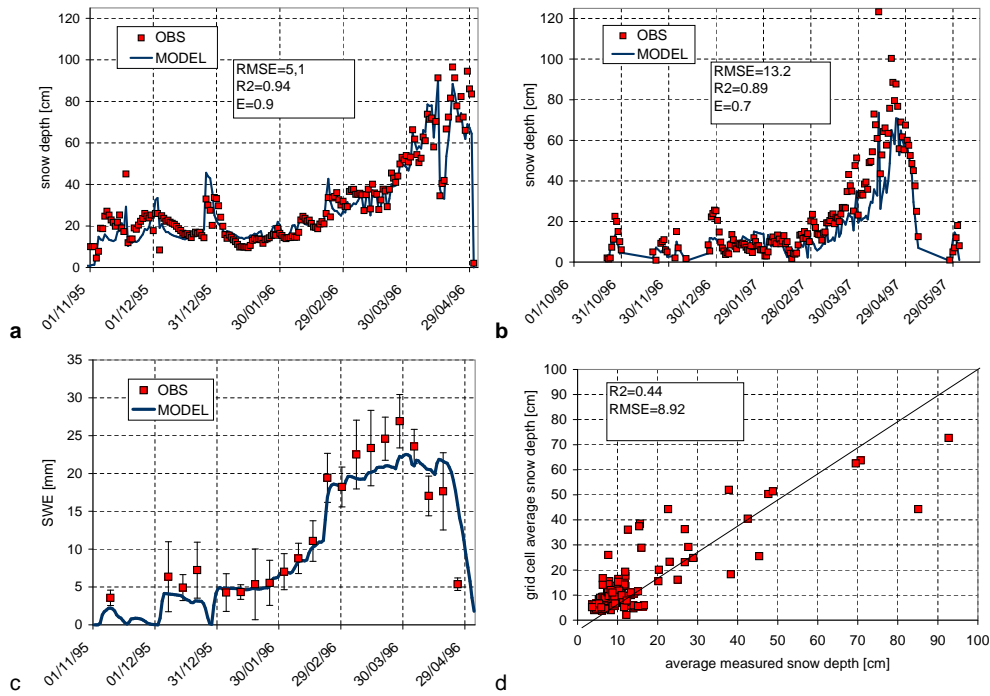 120
100
80
60
40
20
0
snow depth [cm]
OBS
MODEL
RMSE=5,1
R2=0.94
E=0.9
01/11/95
01/12/95
31/12/95
30/01/96
29/02/96
30/03/96
29/04/96
a
120
100
80
60
40
20
0
snow depth [cm]
OBS
MODEL
RMSE=13.2
R2=0.89
E=0.7
01/10/96
31/10/96
30/11/96
30/12/96
29/01/97
28/02/97
30/03/97
29/04/97
29/05/97
b
35
30
25
20
15
10
5
0
SWE [mm]
OBS
MODEL
01/11/95
01/12/95
31/12/95
30/01/96
29/02/96
30/03/96
29/04/96
c
100
90
80
70
60
50
40
30
20
10
0
grid cell average snow depth [cm]
R2=0.44
RMSE=8.92
0 10 20 30 40 50 60 70 80 90 100
average measured snow depth [cm]
d